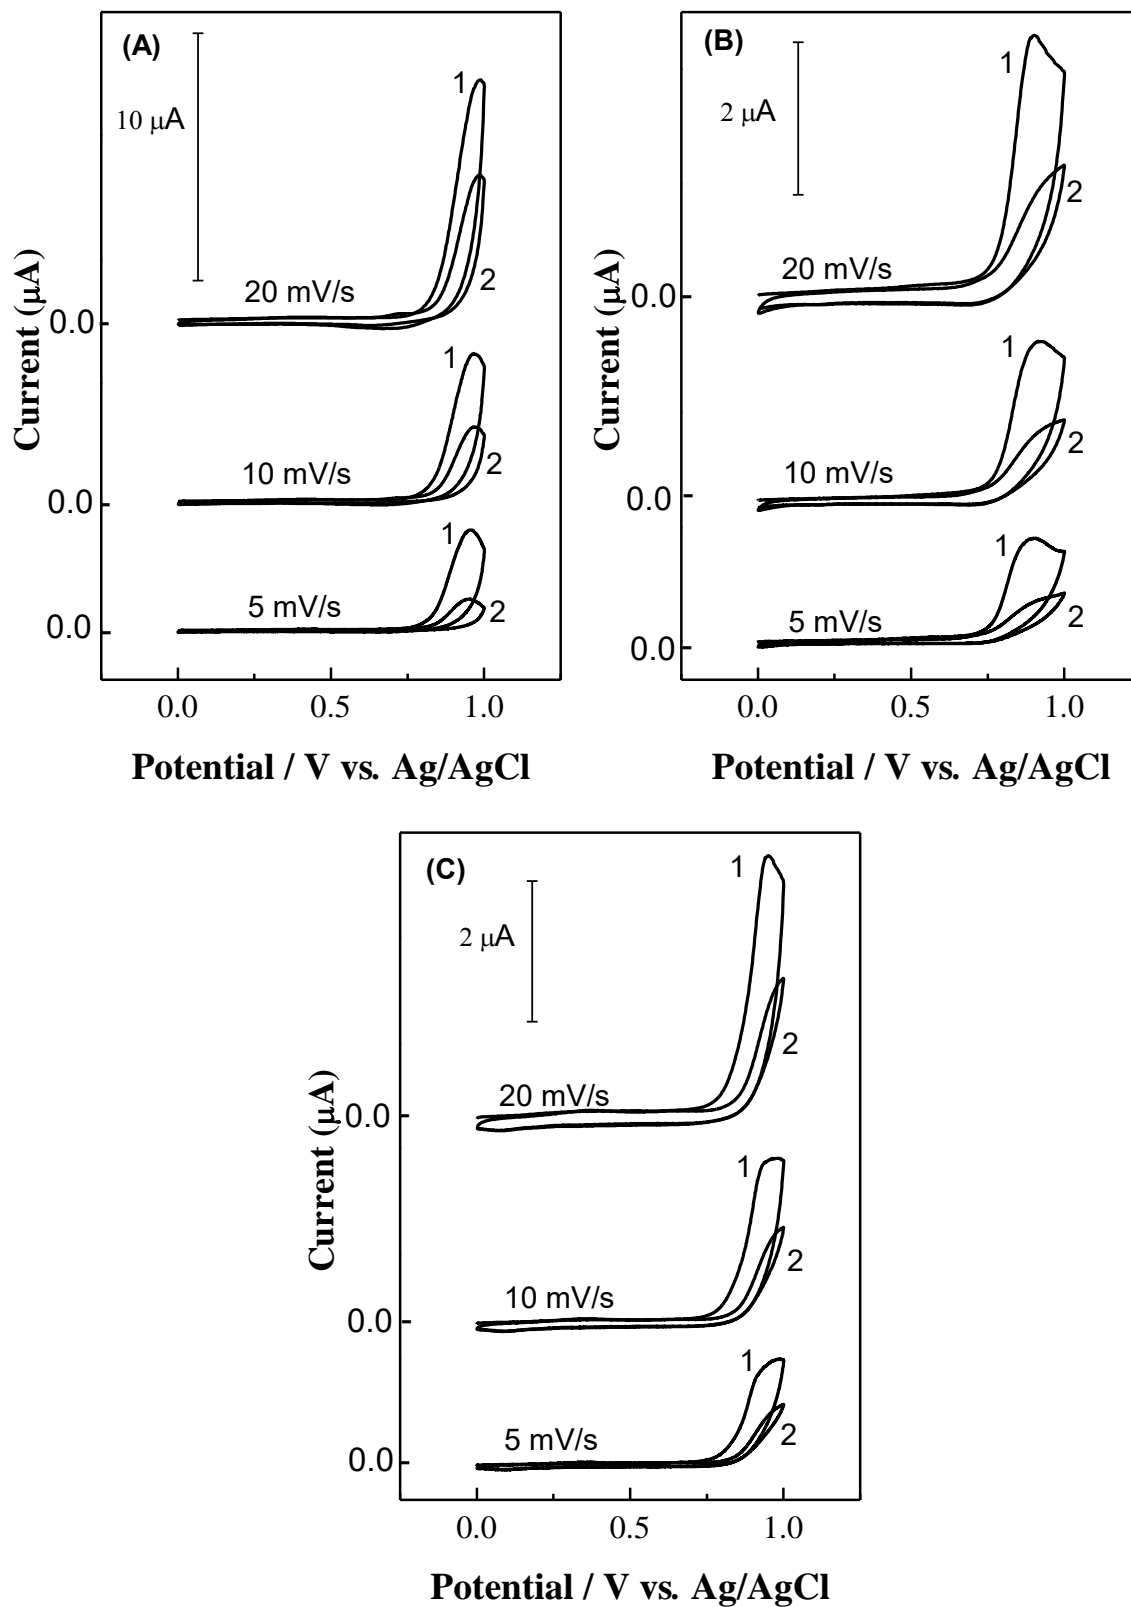 (A)
10 μA
1
2
20 mV/s
0.0
1
2
10 mV/s
0.0
1
2
5 mV/s
0.0
Current (μA)
0.0 0.5 1.0
Potential / V vs. Ag/AgCl
(B)
2 μA
1
2
20 mV/s
0.0
1
2
10 mV/s
0.0
1
2
5 mV/s
0.0
Current (μA)
0.0 0.5 1.0
Potential / V vs. Ag/AgCl
(C)
2 μA
1
2
20 mV/s
0.0
1
2
10 mV/s
0.0
1
2
5 mV/s
0.0
Current (μA)
0.0 0.5 1.0
Potential / V vs. Ag/AgCl